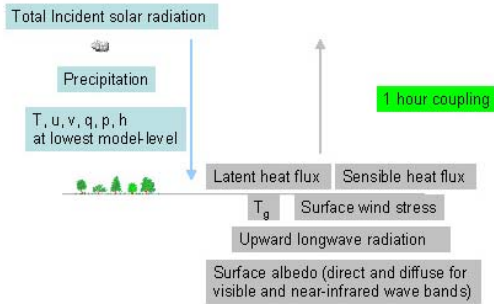 Total Incident solar radiation
Precipitation
T, u, v, q, p, h
at lowest model-level
1 hour coupling
Latent heat flux
Sensible heat flux
Tg
Surface wind stress
Upward longwave radiation
Surface albedo (direct and diffuse for
visible and near-infrared wave bands)